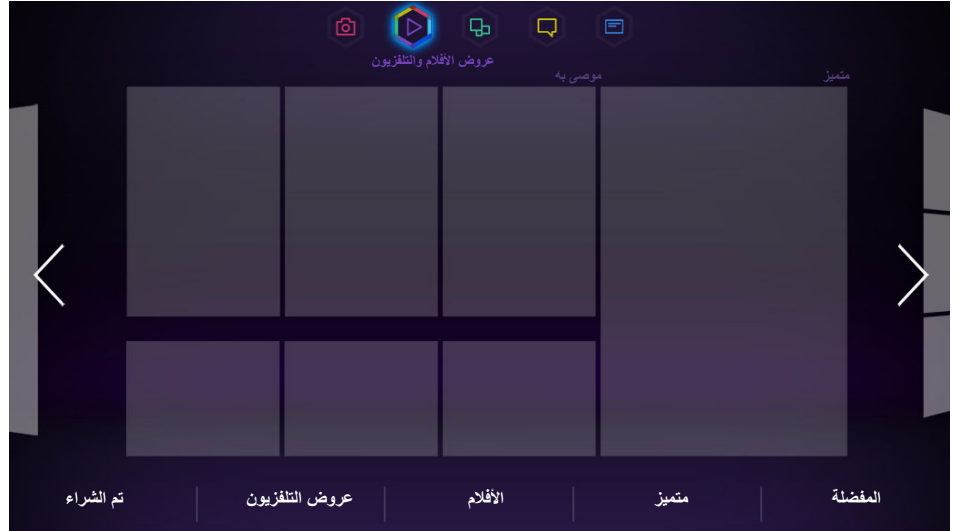 عروض الأفلام والتلفزيون
متميز
موصى به
المفضلة
متميز
الأفلام
عروض التلفزيون
تم الشراء